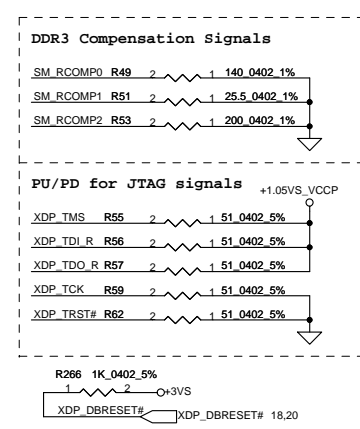 DDR3 Compensation Signals
SM_RCOMP0 R49 2 1 140_0402_1%
SM_RCOMP1 R51 2 1 25.5_0402_1%
SM_RCOMP2 R53 2 1 200_0402_1%
PU/PD for JTAG signals
+1.05VS_VCCP
XDP_TMS R55 2 1 51_0402_5%
XDP_TDI_R R56 2 1 51_0402_5%
XDP_TDO_R R57 2 1 51_0402_5%
XDP_TCK R59 2 1 51_0402_5%
XDP_TRST# R62 2 1 51_0402_5%
R266 1K_0402_5%
1 2 +3VS
XDP_DBRESET# XDP_DBRESET# 18,20